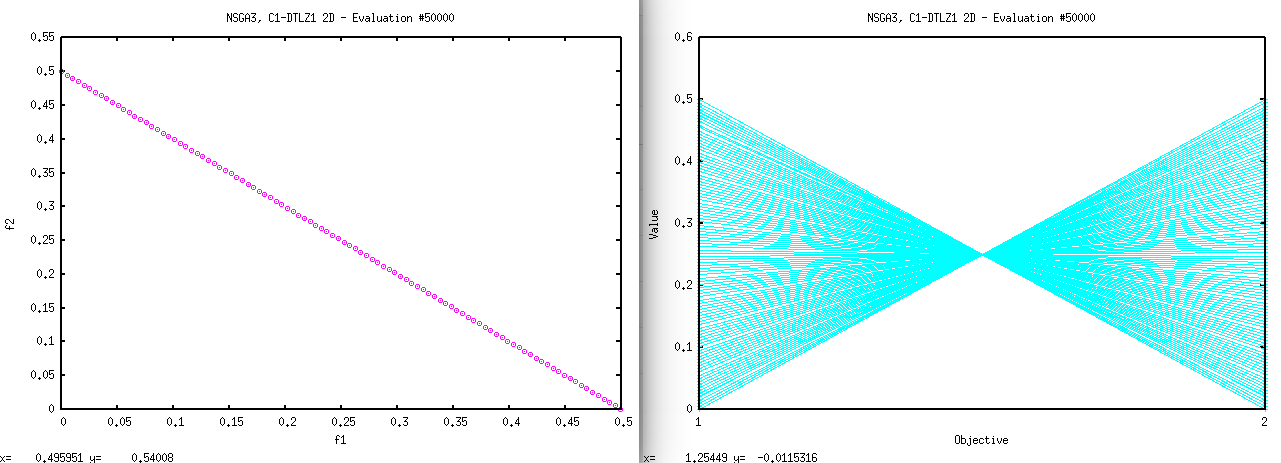 NSGA3, C1-DTLZ1 2D - Evaluation #50000
0.55
0.5
0.45
0.4
0.35
0.3
0.25
0.2
0.15
0.1
0.05
0
f2
0 0.05 0.1 0.15 0.2 0.25 0.3 0.35 0.4 0.45 0.5
f1
x= 0.495951 y= 0.54008
NSGA3, C1-DTLZ1 2D - Evaluation #50000
0.6
0.5
0.4
0.3
0.2
0.1
0
Value
1 2
Objective
x= 1.25449 y= -0.0115316